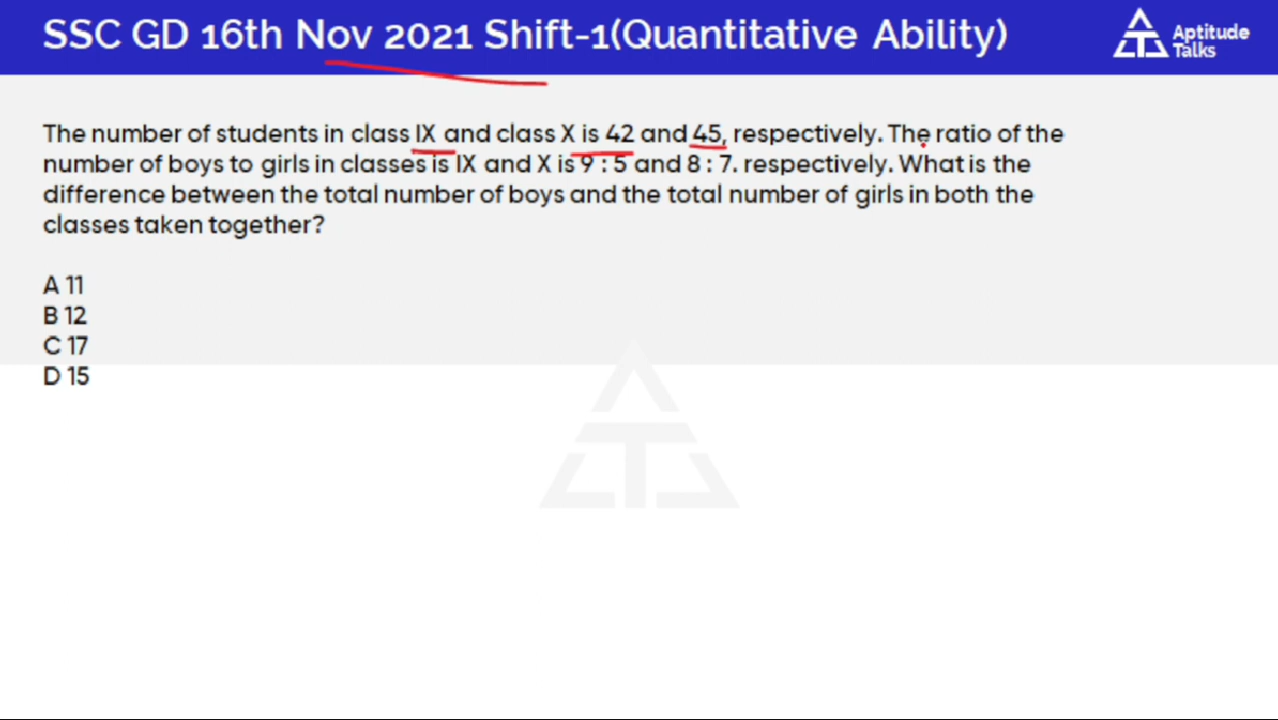 SSC GD 16th Nov 2021 Shift-1(Quantitative Ability)
Aptitude
Talks
The number of students in class IX and class X is 42 and 45, respectively. The ratio of the
number of boys to girls in classes is IX and X is 9 : 5 and 8 : 7. respectively. What is the
difference between the total number of boys and the total number of girls in both the
classes taken together?
A 11
B 12
C 17
D 15